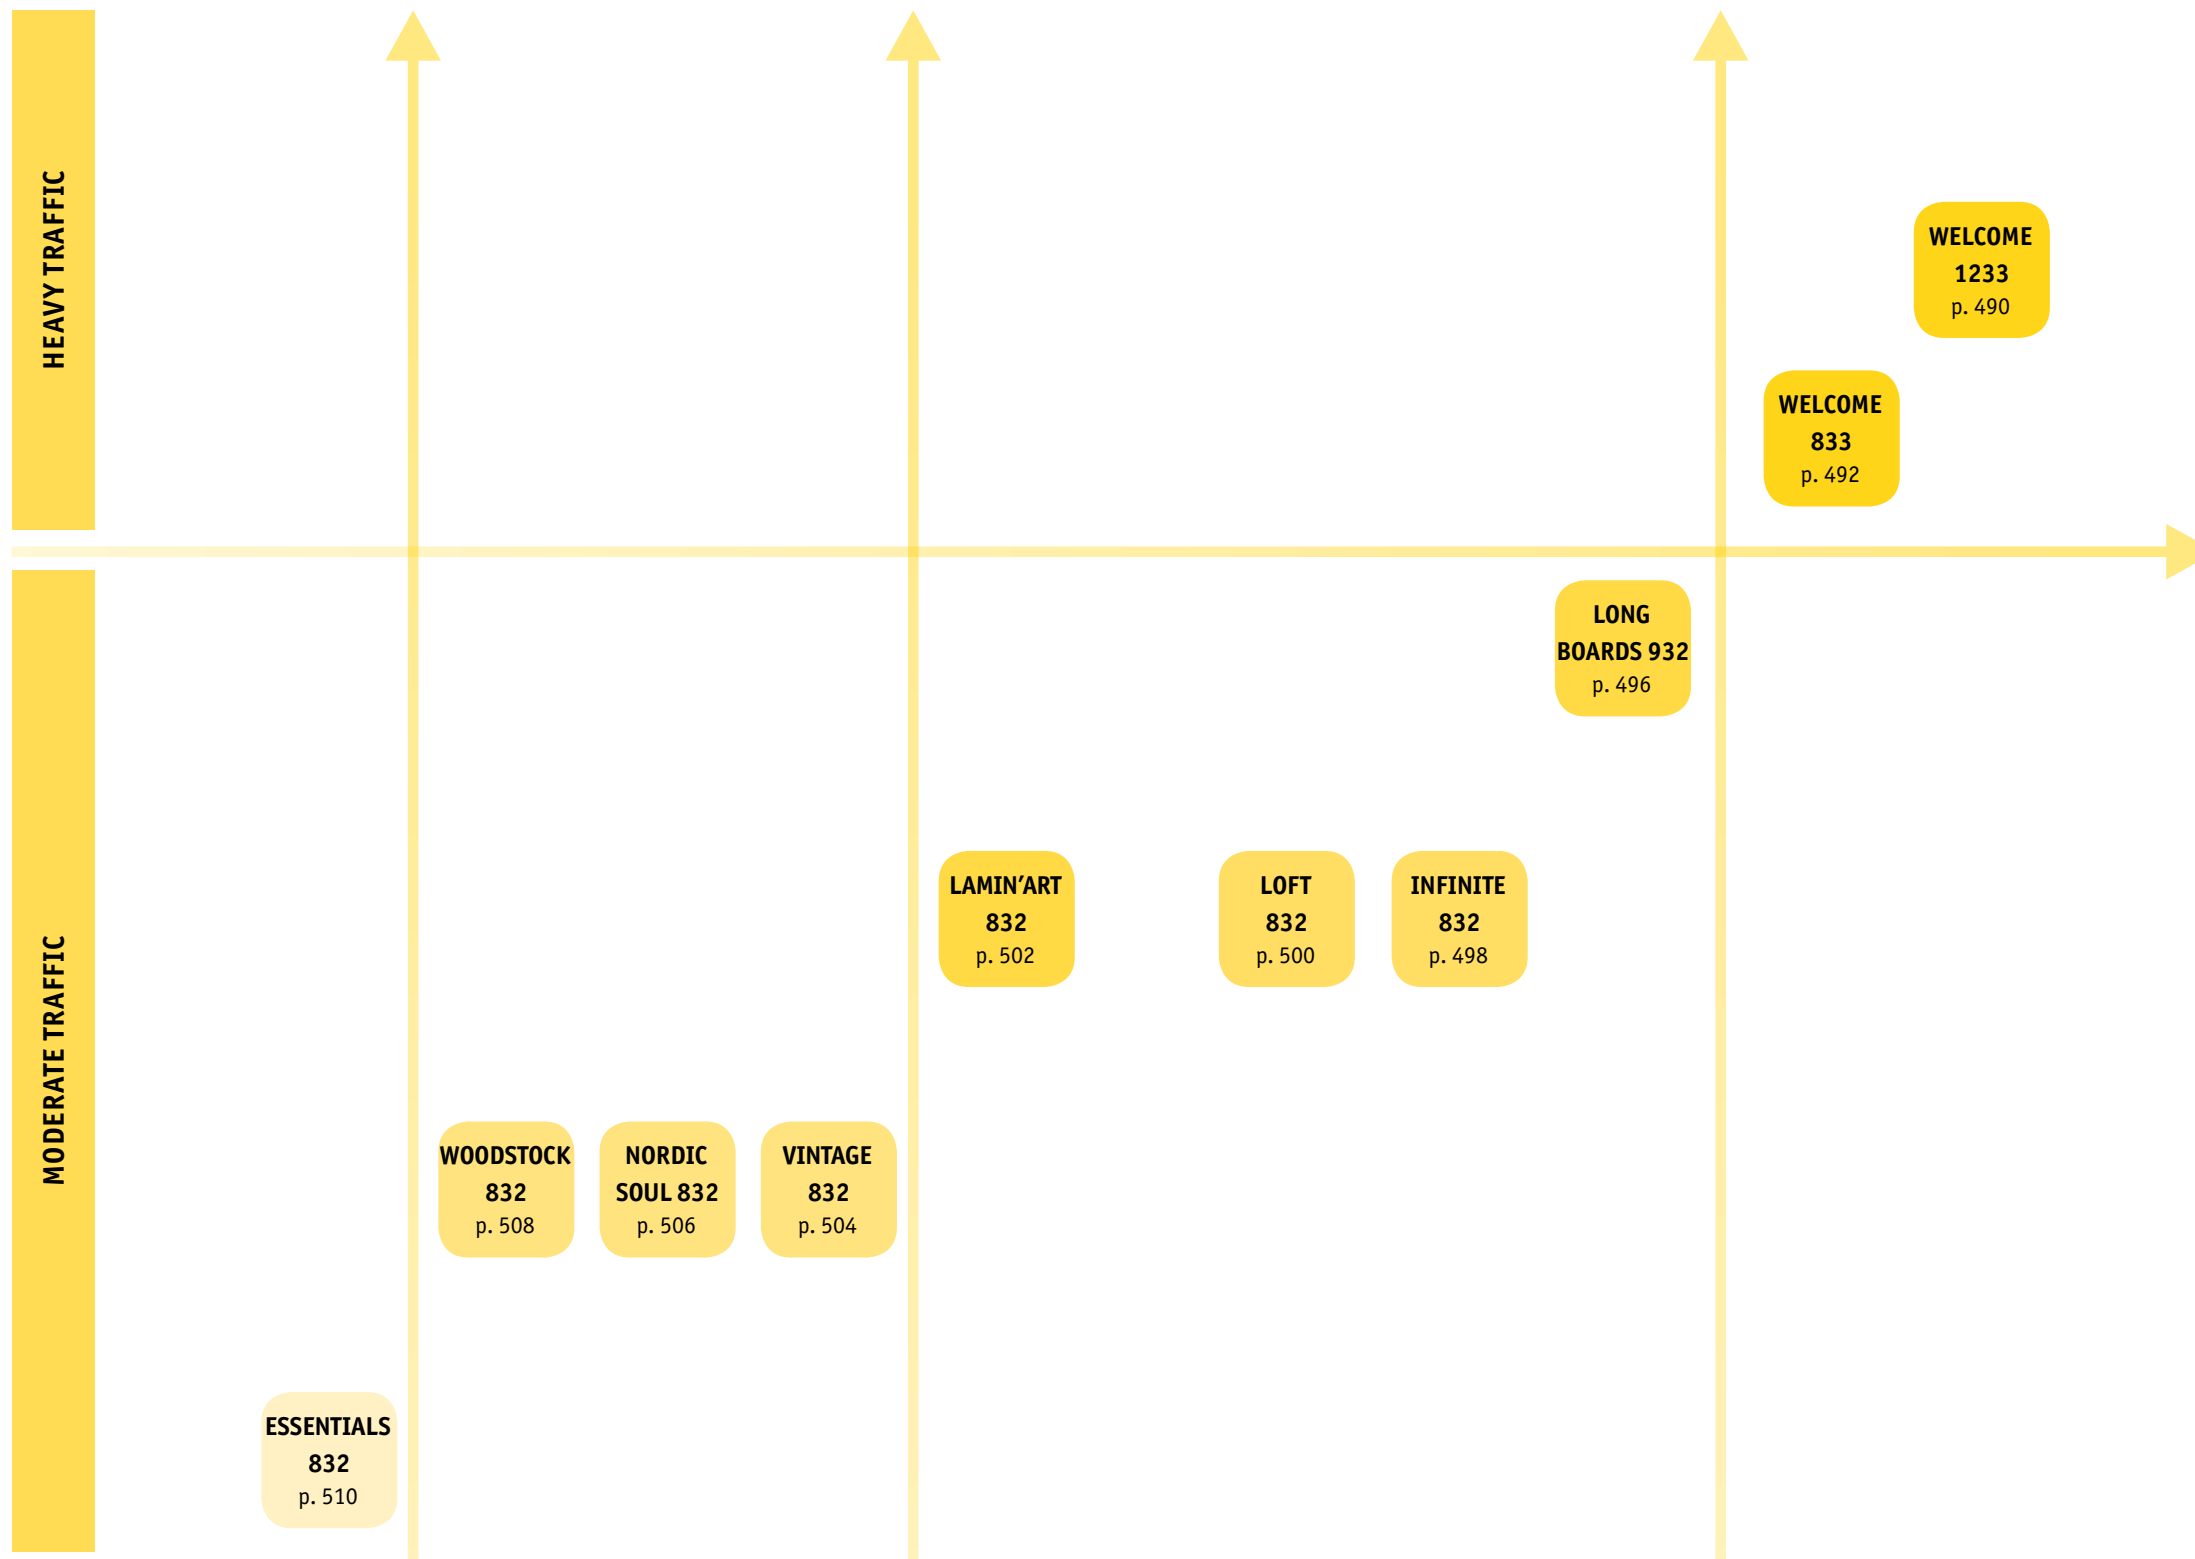 HEAVY TRAFFIC
WELCOME
1233
p. 490
WELCOME
833
p. 492
MODERATE TRAFFIC
LONG
BOARDS 932
p. 496
LAMIN’ART
832
p. 502
LOFT
832
p. 500
INFINITE
832
p. 498
WOODSTOCK
832
p. 508
NORDIC
SOUL 832
p. 506
VINTAGE
832
p. 504
ESSENTIALS
832
p. 510